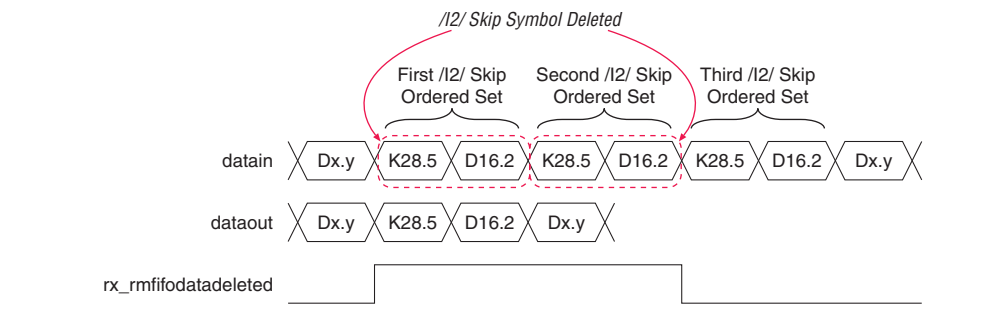 /I2/ Skip Symbol Deleted
First /I2/ Skip Ordered Set
Second /I2/ Skip Ordered Set
Third /I2/ Skip Ordered Set
datain Dx.y K28.5 D16.2 K28.5 D16.2 K28.5 D16.2 Dx.y
dataout Dx.y K28.5 D16.2 Dx.y
rx_rmfifodatadeleted